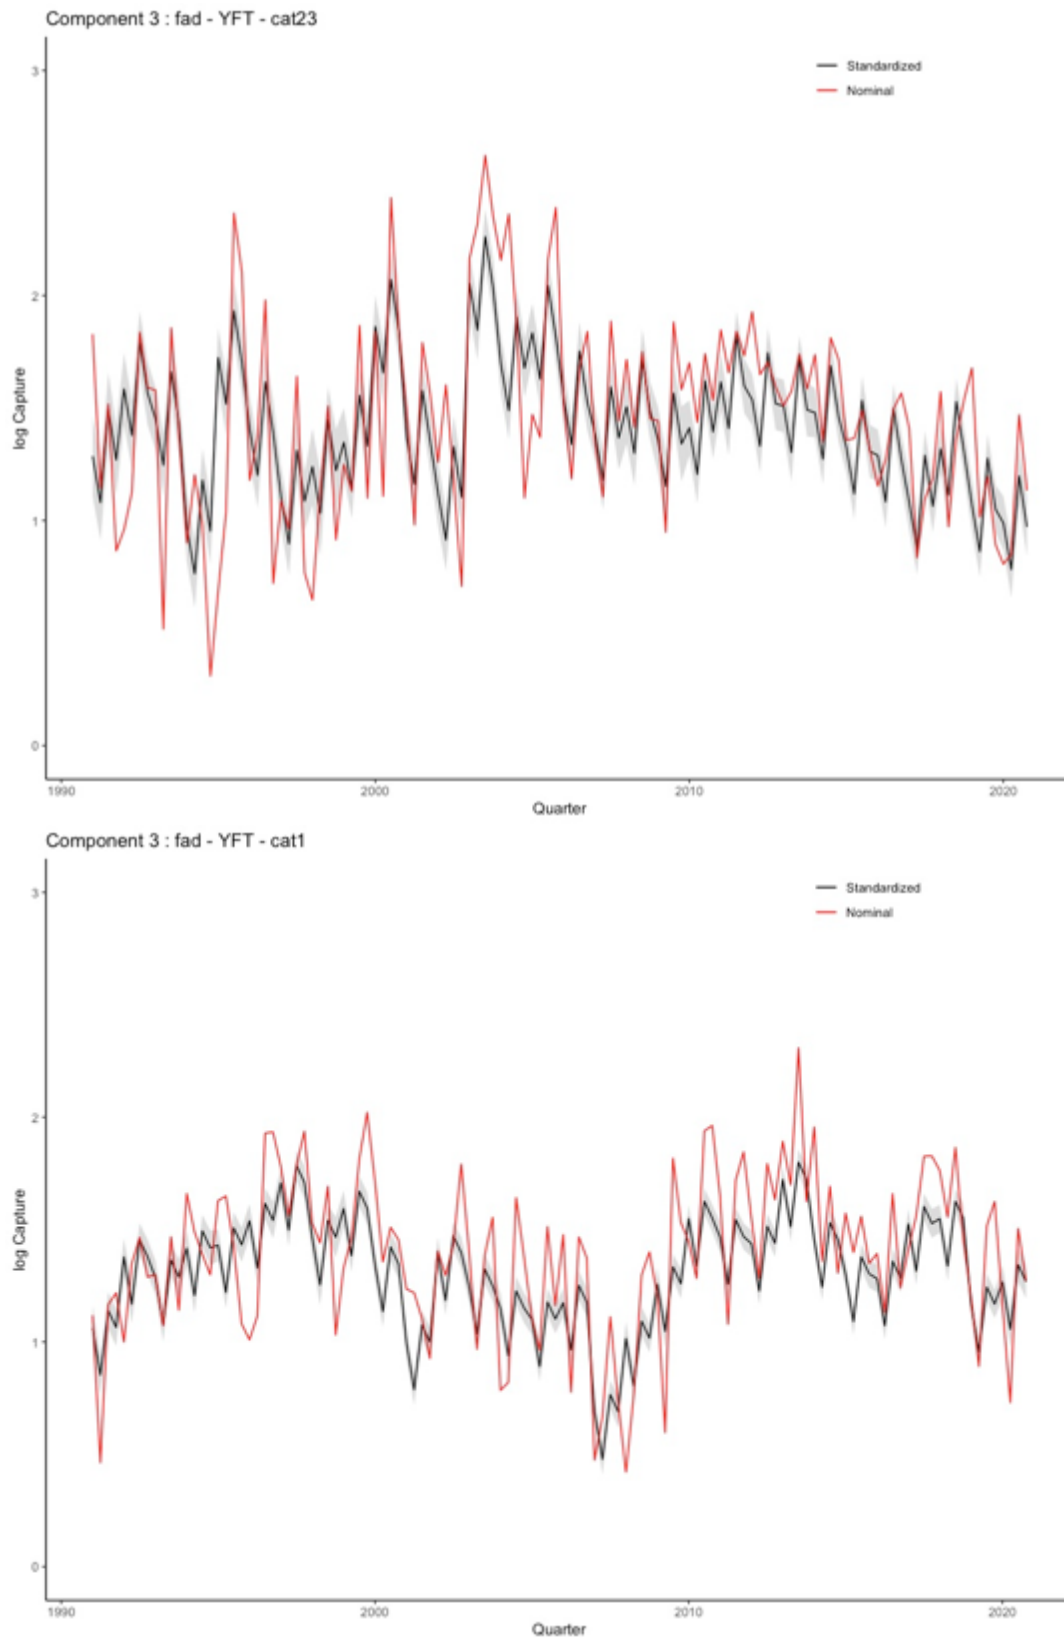 Component 3 : fad - YFT - cat23
Standardized
Nominal
3
2
1
0
log Capture
1990
2000
2010
2020
Quarter
Component 3 : fad - YFT - cat1
Standardized
Nominal
3
2
1
0
log Capture
1990
2000
2010
2020
Quarter